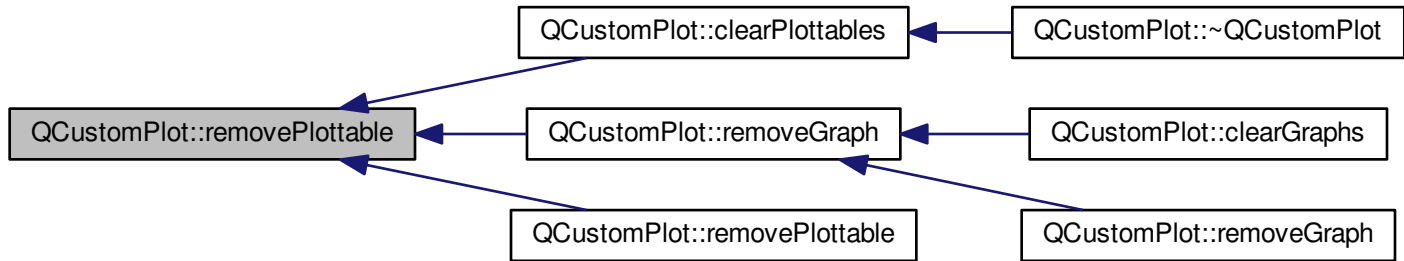 QCustomPlot::clearPlottables
QCustomPlot::~QCustomPlot
QCustomPlot::removePlottable
QCustomPlot::removeGraph
QCustomPlot::clearGraphs
QCustomPlot::removePlottable
QCustomPlot::removeGraph